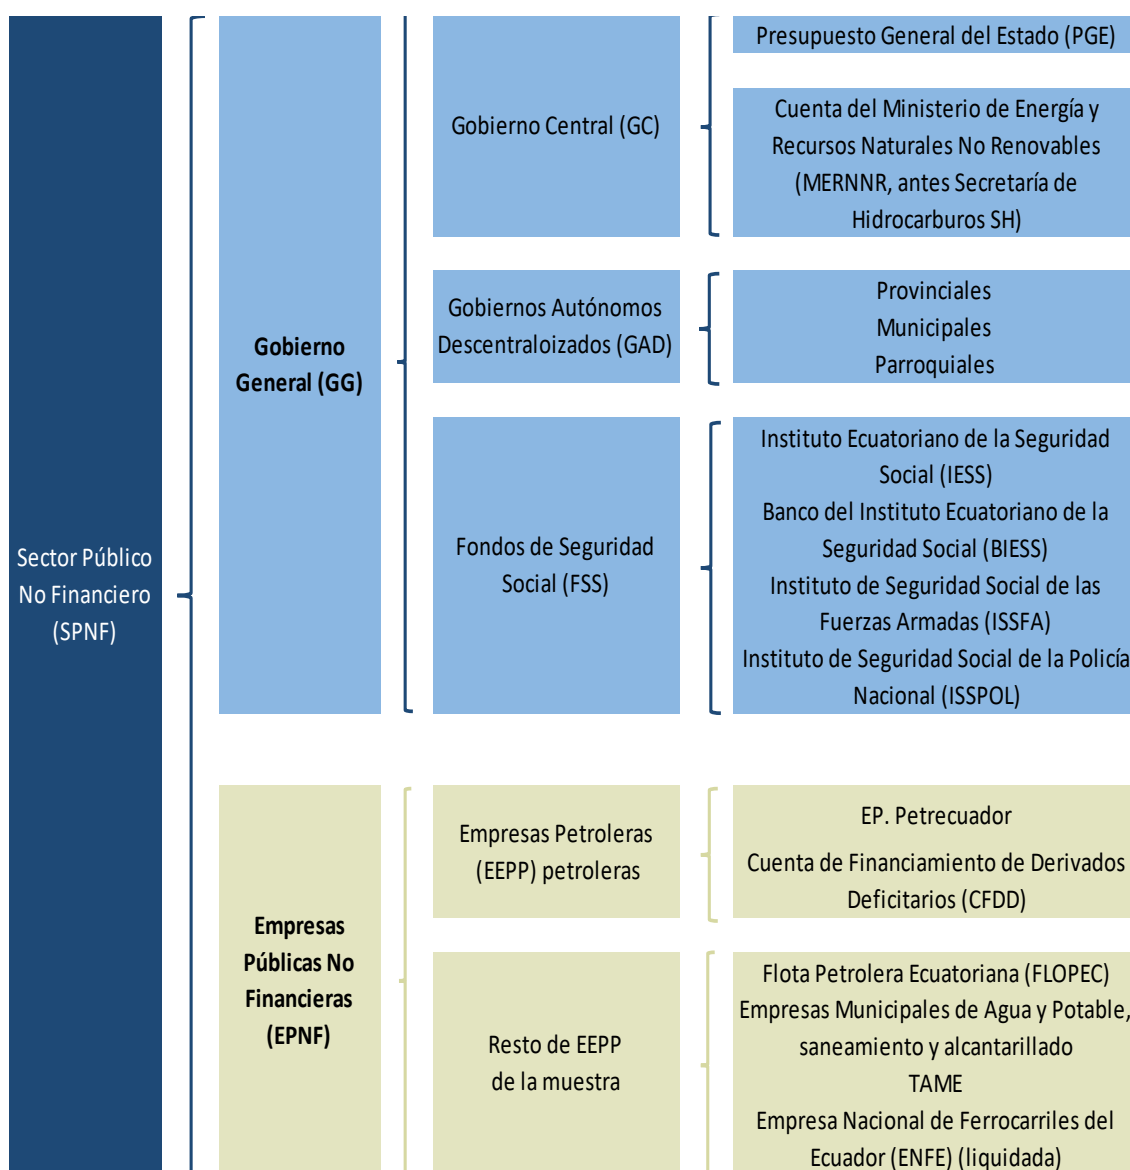 Sector Público
No Financiero
(SPNF)
Gobierno
General (GG)
Gobierno Central (GC)
Presupuesto General del Estado (PGE)
Cuenta del Ministerio de Energía y
Recursos Naturales No Renovables
(MERNNR, antes Secretaría de
Hidrocarburos SH)
Gobiernos Autónomos
Descentraloizados (GAD)
Provinciales
Municipales
Parroquiales
Fondos de Seguridad
Social (FSS)
Instituto Ecuatoriano de la Seguridad
Social (IESS)
Banco del Instituto Ecuatoriano de la
Seguridad Social (BIESS)
Instituto de Seguridad Social de las
Fuerzas Armadas (ISSFA)
Instituto de Seguridad Social de la Policía
Nacional (ISSPOL)
Empresas
Públicas No
Financieras
(EPNF)
Empresas Petroleras
(EEPP) petroleras
EP. Petrecuador
Cuenta de Financiamiento de Derivados
Deficitarios (CFDD)
Resto de EEPP
de la muestra
Flota Petrolera Ecuatoriana (FLOPEC)
Empresas Municipales de Agua y Potable,
saneamiento y alcantarillado
TAME
Empresa Nacional de Ferrocarriles del
Ecuador (ENFE) (liquidada)